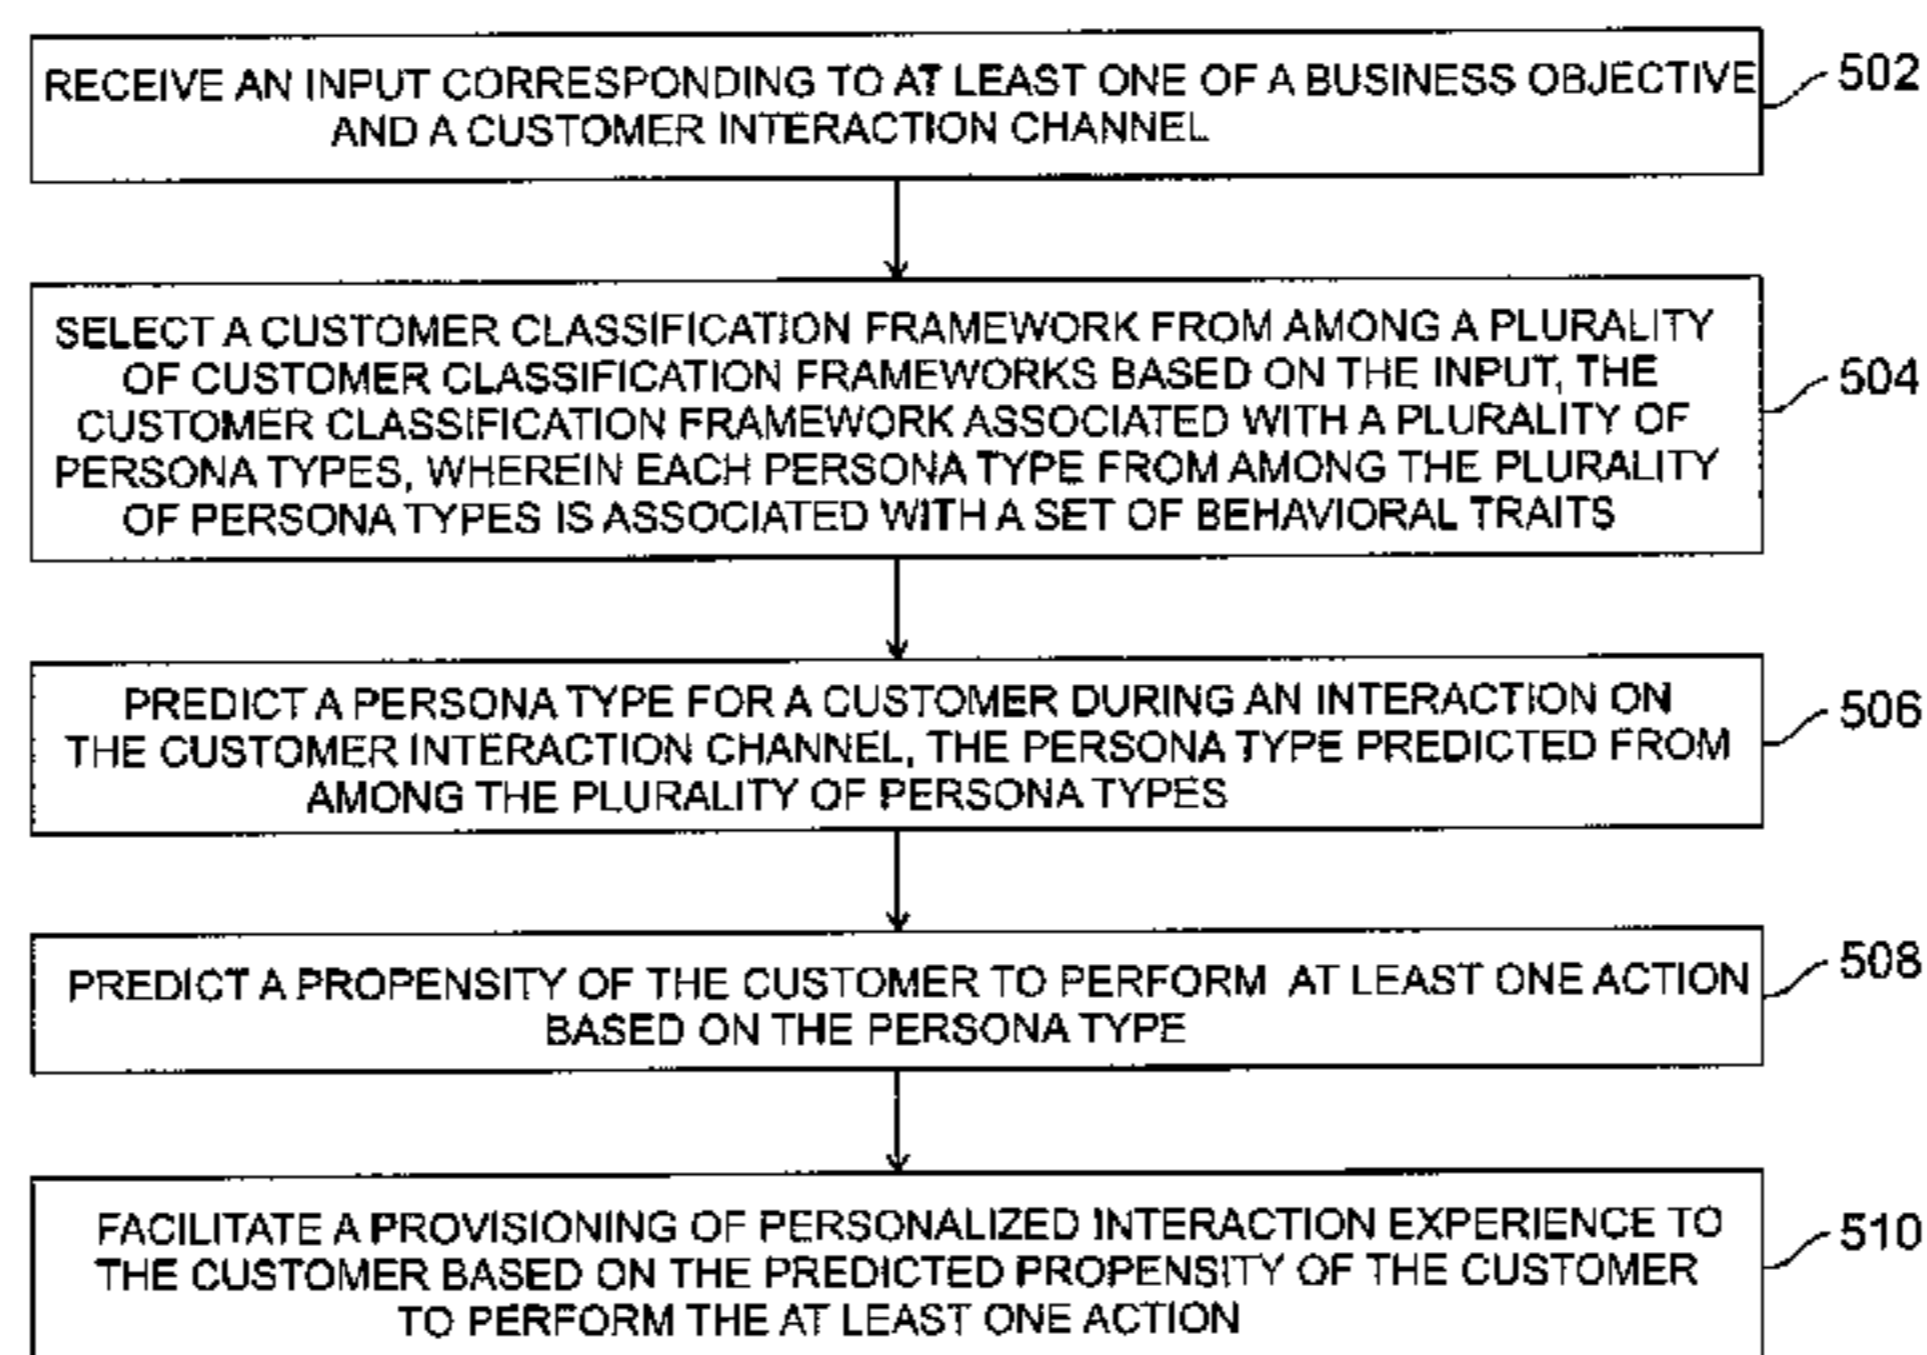 RECEIVE AN INPUT CORRESPONDING TO AT LEAST ONE OF A BUSINESS OBJECTIVE
AND A CUSTOMER INTERACTION CHANNEL
502
SELECT A CUSTOMER CLASSIFICATION FRAMEWORK FROM AMONG A PLURALITY
OF CUSTOMER CLASSIFICATION FRAMEWORKS BASED ON THE INPUT, THE
CUSTOMER CLASSIFICATION FRAMEWORK ASSOCIATED WITH A PLURALITY OF
PERSONA TYPES, WHEREIN EACH PERSONA TYPE FROM AMONG THE PLURALITY
OF PERSONA TYPES IS ASSOCIATED WITH A SET OF BEHAVIORAL TRAITS
504
PREDICT A PERSONA TYPE FOR A CUSTOMER DURING AN INTERACTION ON
THE CUSTOMER INTERACTION CHANNEL, THE PERSONA TYPE PREDICTED FROM
AMONG THE PLURALITY OF PERSONA TYPES
506
PREDICT A PROPENSITY OF THE CUSTOMER TO PERFORM AT LEAST ONE ACTION
BASED ON THE PERSONA TYPE
508
FACILITATE A PROVISIONING OF PERSONALIZED INTERACTION EXPERIENCE TO
THE CUSTOMER BASED ON THE PREDICTED PROPENSITY OF THE CUSTOMER
TO PERFORM THE AT LEAST ONE ACTION
510